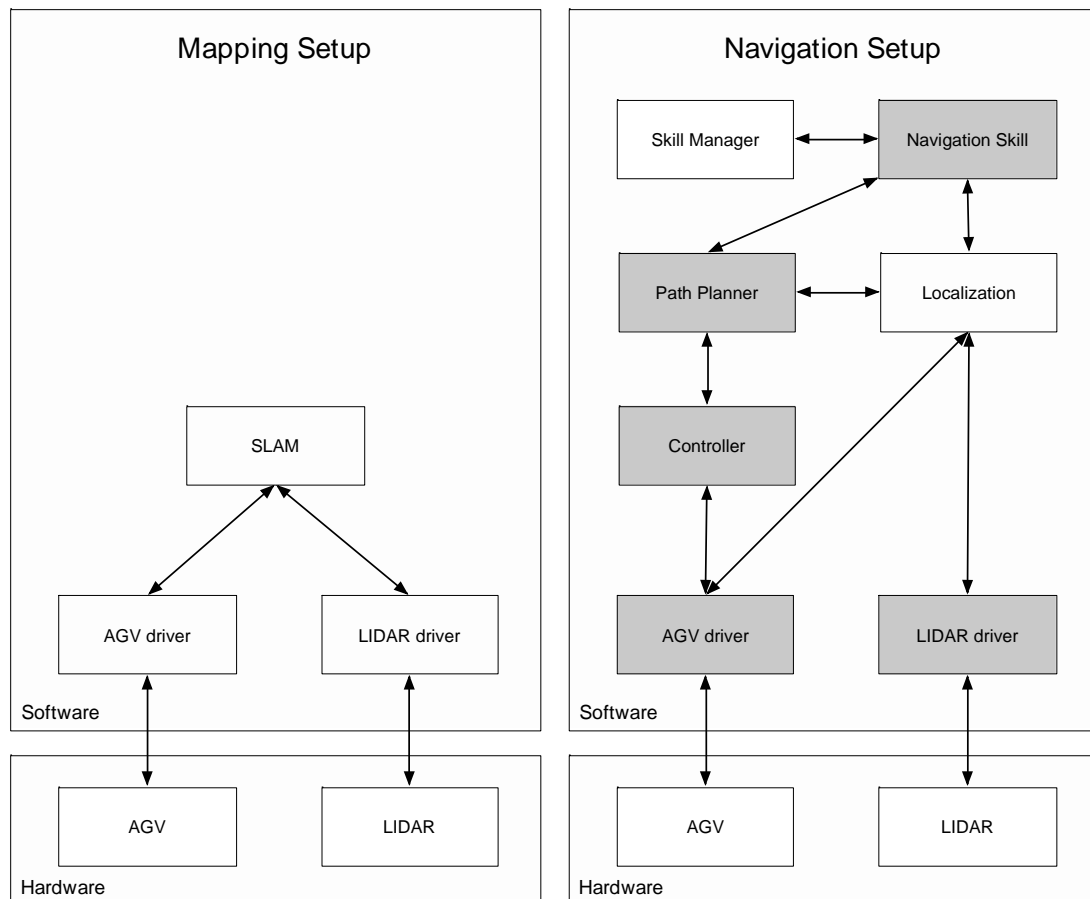 Mapping Setup
SLAM
AGV driver
LIDAR driver
Software
AGV
LIDAR
Hardware
Navigation Setup
Skill Manager
Navigation Skill
Path Planner
Localization
Controller
AGV driver
LIDAR driver
Software
AGV
LIDAR
Hardware